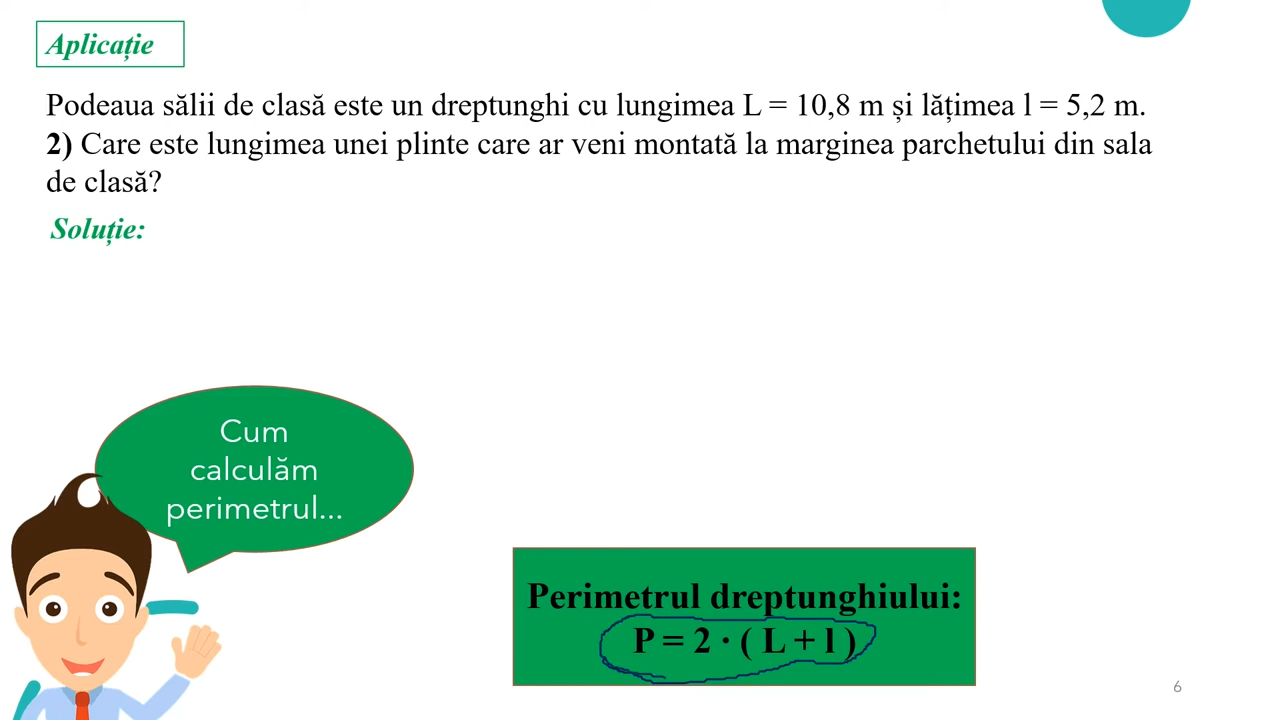 Aplicație
Podeaua sălii de clasă este un dreptunghi cu lungimea L = 10,8 m și lățimea l = 5,2 m.
2) Care este lungimea unei plinte care ar veni montată la marginea parchetului din sala
de clasă?
Soluție:
Cum
calculăm
perimetrul...
Perimetrul dreptunghiului:
P = 2 · ( L + l )
6